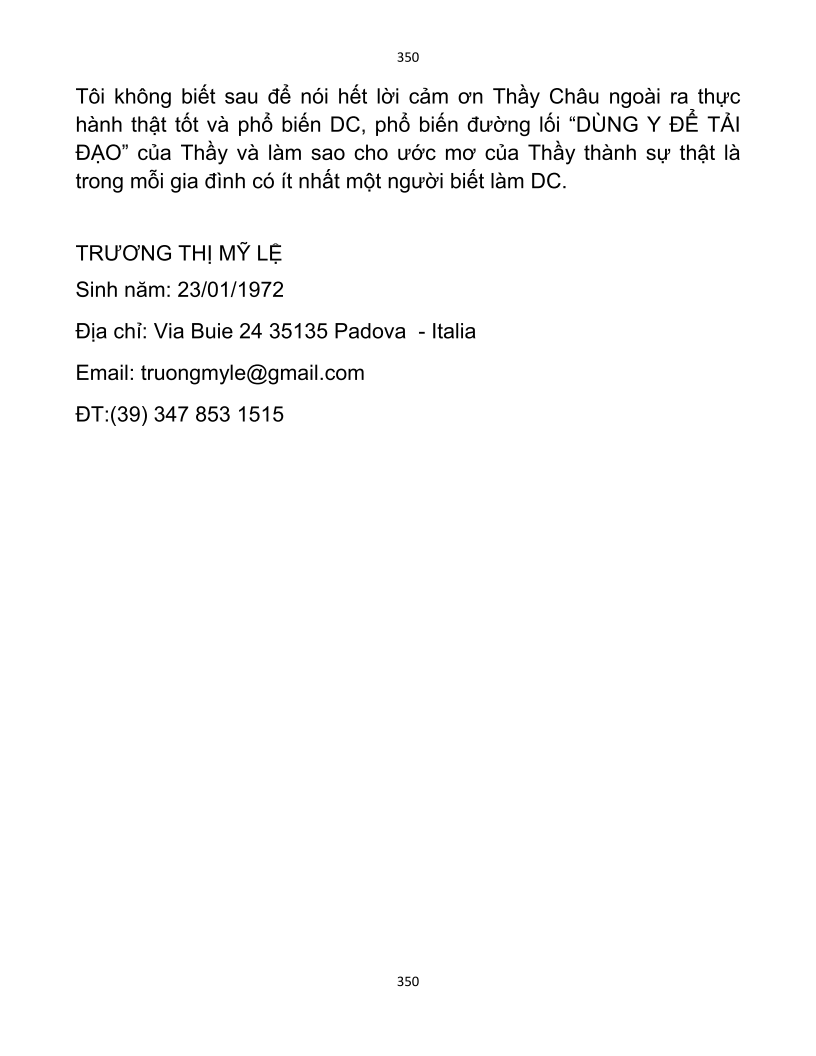 350
Tôi không biết sau để nói hết lời cảm ơn Thầy Châu ngoài ra thực
hành thật tốt và phổ biến DC, phổ biến đường lối “DÙNG Y ĐỂ TẢI
ĐẠO” của Thầy và làm sao cho ước mơ của Thầy thành sự thật là
trong mỗi gia đình có ít nhất một người biết làm DC.
TRƯƠNG THỊ MỸ LỆ
Sinh năm: 23/01/1972
Địa chỉ: Via Buie 24 35135 Padova - Italia
Email: truongmyle@gmail.com
ĐT:(39) 347 853 1515
350